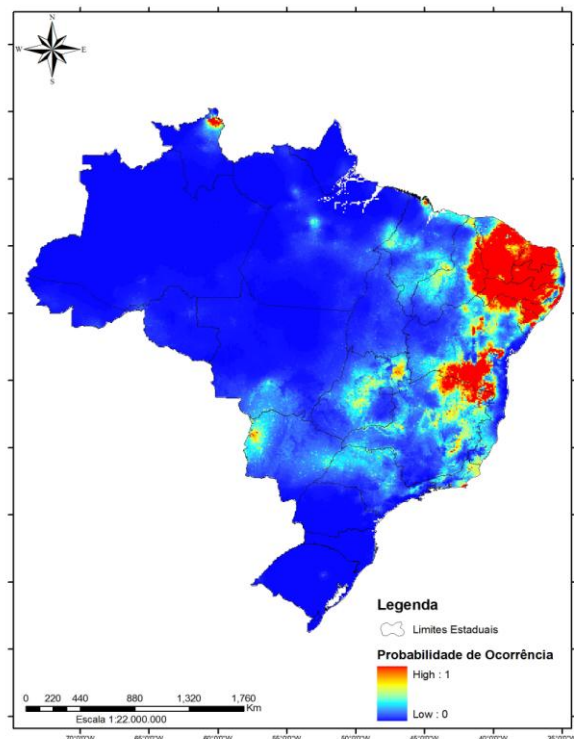 N
W E
S
Legenda
Limites Estaduais
Probabilidade de Ocorrência
High : 1
Low : 0
0 220 440 880 1,320 1,760
Km
Escala 1:22.000.000